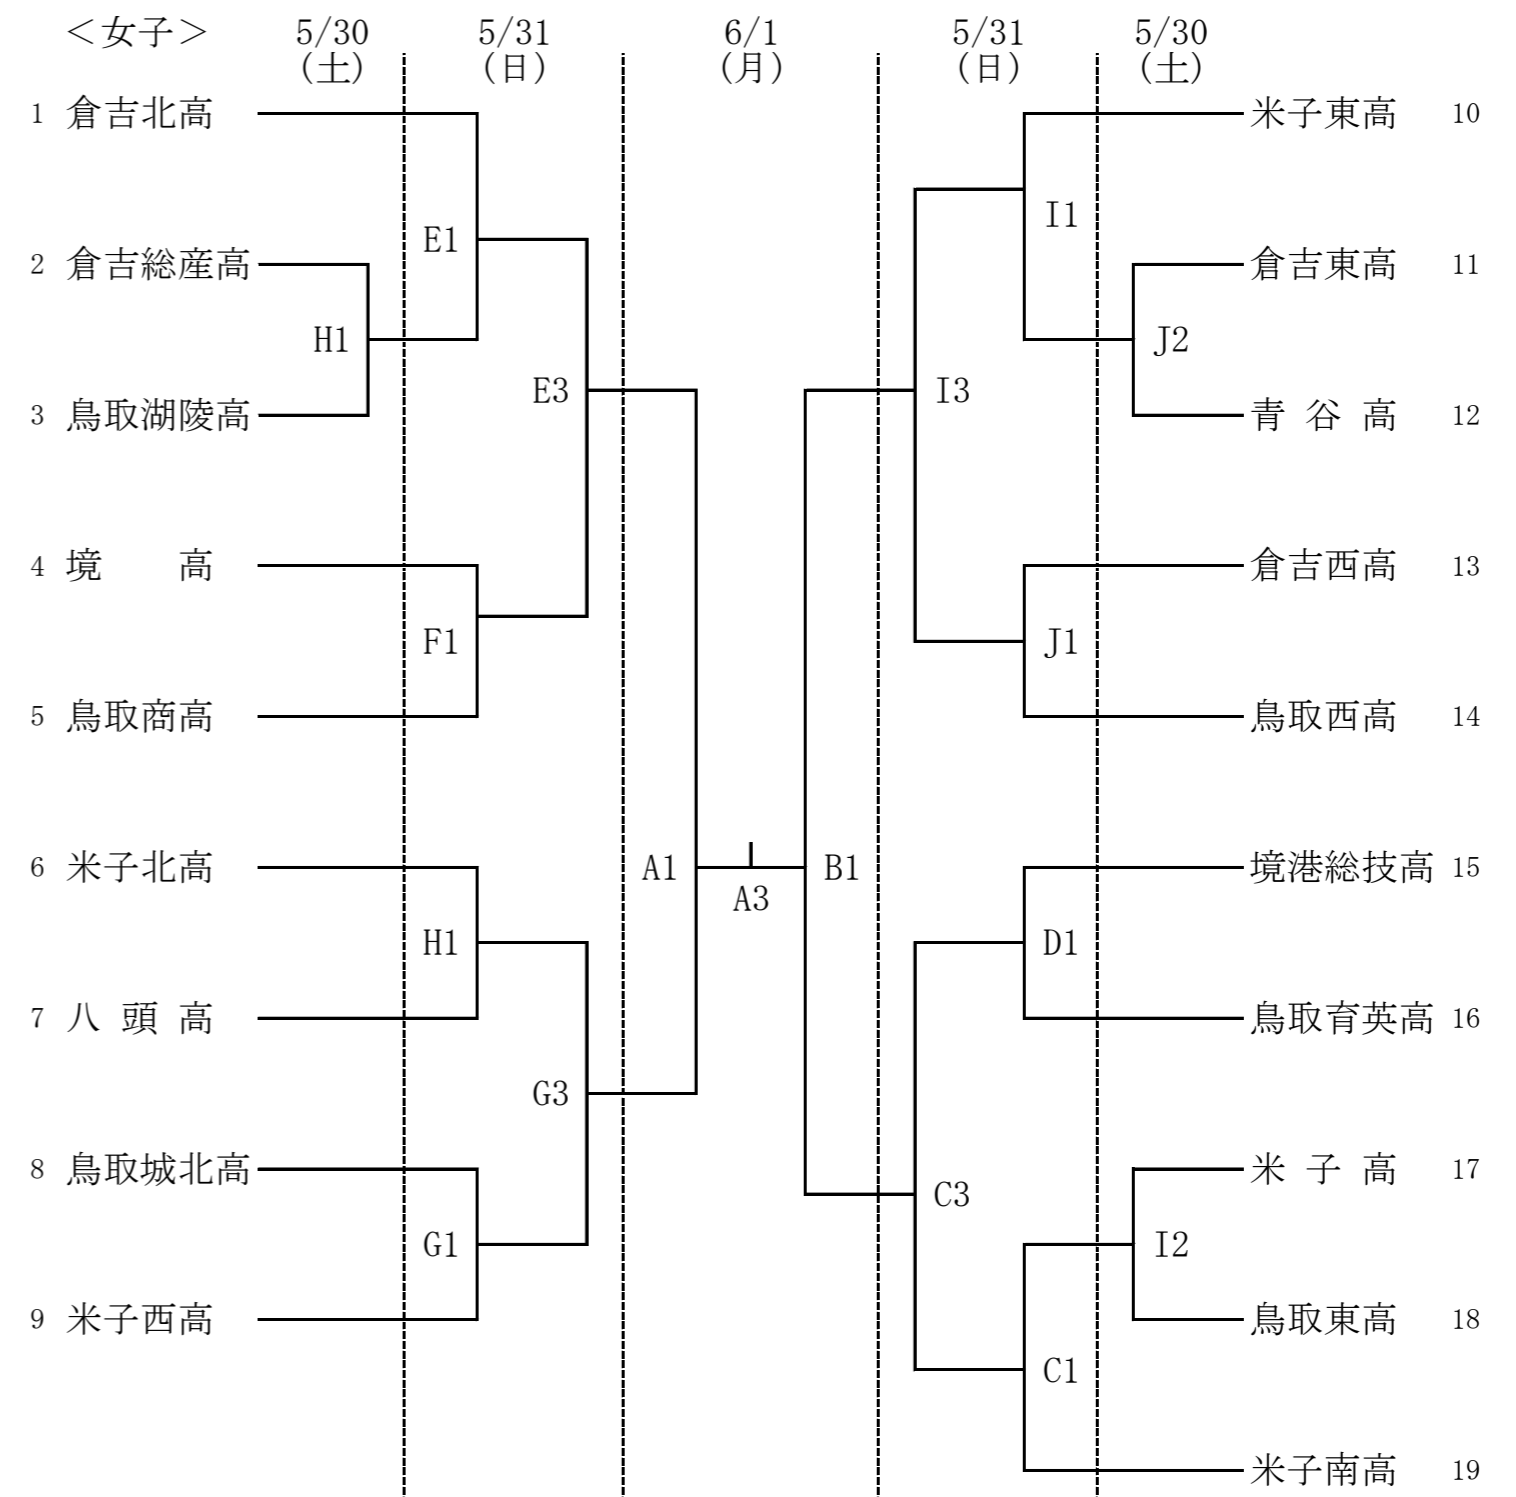 ＜女子＞ 5/30 5/31 6/1 5/31 5/30
（土） （日） （月） （日） （土）
1 倉吉北高 米子東高 10
I1
E1
2 倉吉総産高 倉吉東高 11
H1 J2
E3 I3
3 鳥取湖陵高 青谷高 12
4 境高 倉吉西高 13
F1 J1
5 鳥取商高 鳥取西高 14
6 米子北高 A1 B1 境港総技高 15
A3
H1 D1
7 八頭高 鳥取育英高 16
G3
8 鳥取城北高 米子高 17
C3
G1 I2
9 米子西高 鳥取東高 18
C1
米子南高 19